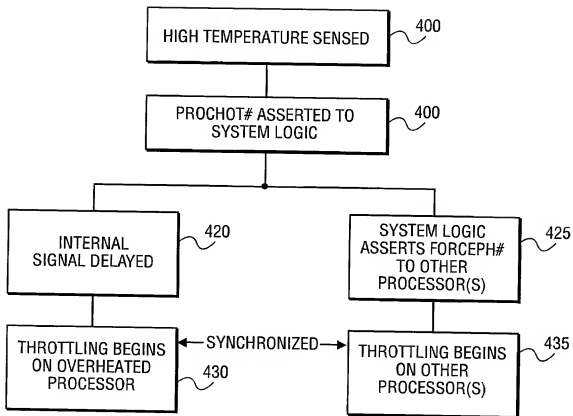 HIGH TEMPERATURE SENSED
400
PROCHOT# ASSERTED TO
SYSTEM LOGIC
400
INTERNAL
SIGNAL DELAYED
420
SYSTEM LOGIC
ASSERTS FORCEPH#
TO OTHER
PROCESSOR(S)
425
THROTTLING BEGINS
ON OVERHEATED
PROCESSOR
430
SYNCHRONIZED
THROTTLING BEGINS
ON OTHER
PROCESSOR(S)
435